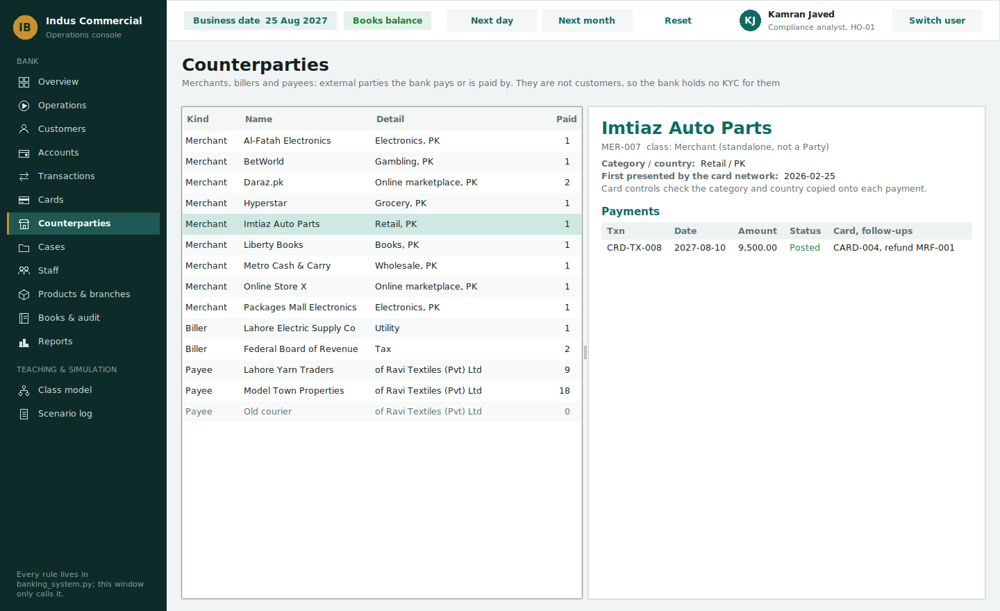 IB
Indus Commercial
Operations console
BANK
Overview
Operations
Customers
Accounts
Transactions
Cards
Counterparties
Cases
Staff
Products & branches
Books & audit
Reports
TEACHING & SIMULATION
Class model
Scenario log
Every rule lives in
banking_system.py; this window
only calls it.
Business date 25 Aug 2027
Books balance
Next day
Next month
Reset
KJ
Kamran Javed
Compliance analyst, HO-01
Switch user
Counterparties
Merchants, billers and payees: external parties the bank pays or is paid by. They are not customers, so the bank holds no KYC for them
Kind Name Detail Paid
Merchant Al-Fatah Electronics Electronics, PK 1
Merchant BetWorld Gambling, PK 1
Merchant Daraz.pk Online marketplace, PK 2
Merchant Hyperstar Grocery, PK 1
Merchant Imtiaz Auto Parts Retail, PK 1
Merchant Liberty Books Books, PK 1
Merchant Metro Cash & Carry Wholesale, PK 1
Merchant Online Store X Online marketplace, PK 1
Merchant Packages Mall Electronics Electronics, PK 1
Biller Lahore Electric Supply Co Utility 1
Biller Federal Board of Revenue Tax 2
Payee Lahore Yarn Traders of Ravi Textiles (Pvt) Ltd 9
Payee Model Town Properties of Ravi Textiles (Pvt) Ltd 18
Payee Old courier of Ravi Textiles (Pvt) Ltd 0
Imtiaz Auto Parts
MER-007 class: Merchant (standalone, not a Party)
Category / country: Retail / PK
First presented by the card network: 2026-02-25
Card controls check the category and country copied onto each payment.
Payments
Txn Date Amount Status Card, follow-ups
CRD-TX-008 2027-08-10 9,500.00 Posted CARD-004, refund MRF-001